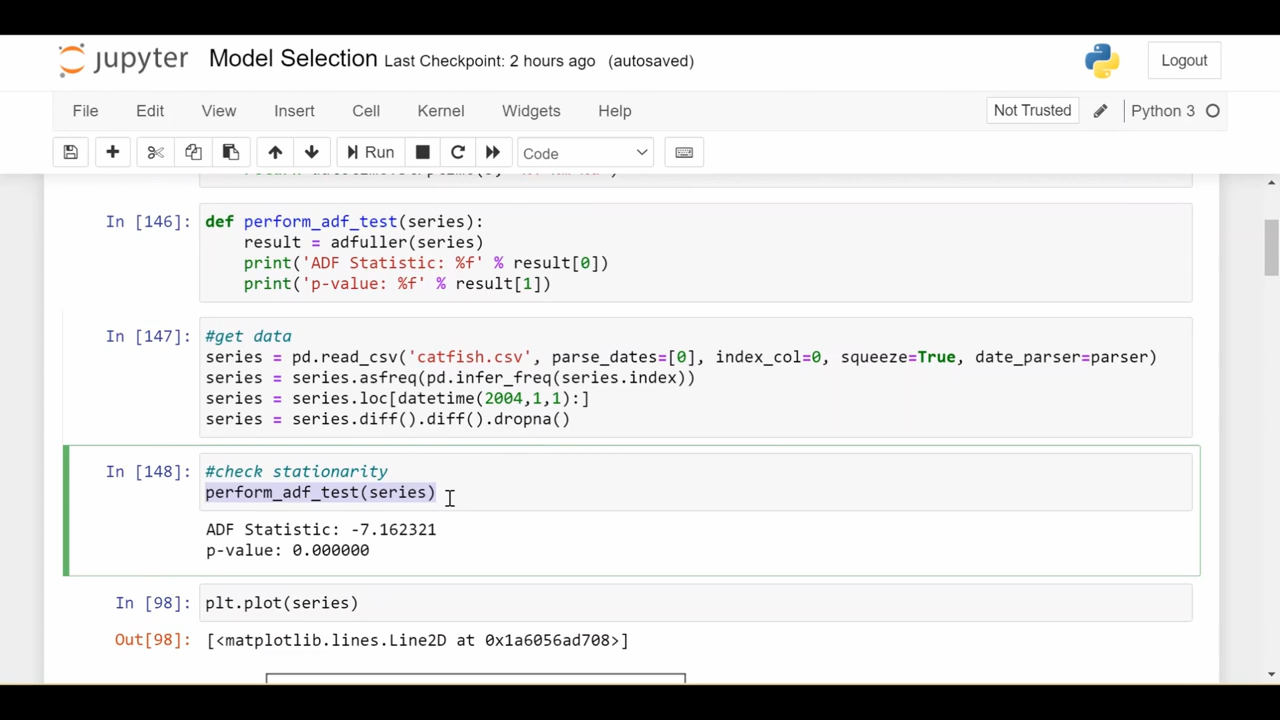 jupyter Model Selection Last Checkpoint: 2 hours ago (autosaved)
Logout
File Edit View Insert Cell Kernel Widgets Help
Not Trusted
Python 3
Run
Code
In [146]:
def perform_adf_test(series):
    result = adfuller(series)
    print('ADF Statistic: %f' % result[0])
    print('p-value: %f' % result[1])
In [147]:
#get data
series = pd.read_csv('catfish.csv', parse_dates=[0], index_col=0, squeeze=True, date_parser=parser)
series = series.asfreq(pd.infer_freq(series.index))
series = series.loc[datetime(2004,1,1):]
series = series.diff().diff().dropna()
In [148]:
#check stationarity
perform_adf_test(series)
ADF Statistic: -7.162321
p-value: 0.000000
In [98]:
plt.plot(series)
Out[98]:
[<matplotlib.lines.Line2D at 0x1a6056ad708>]